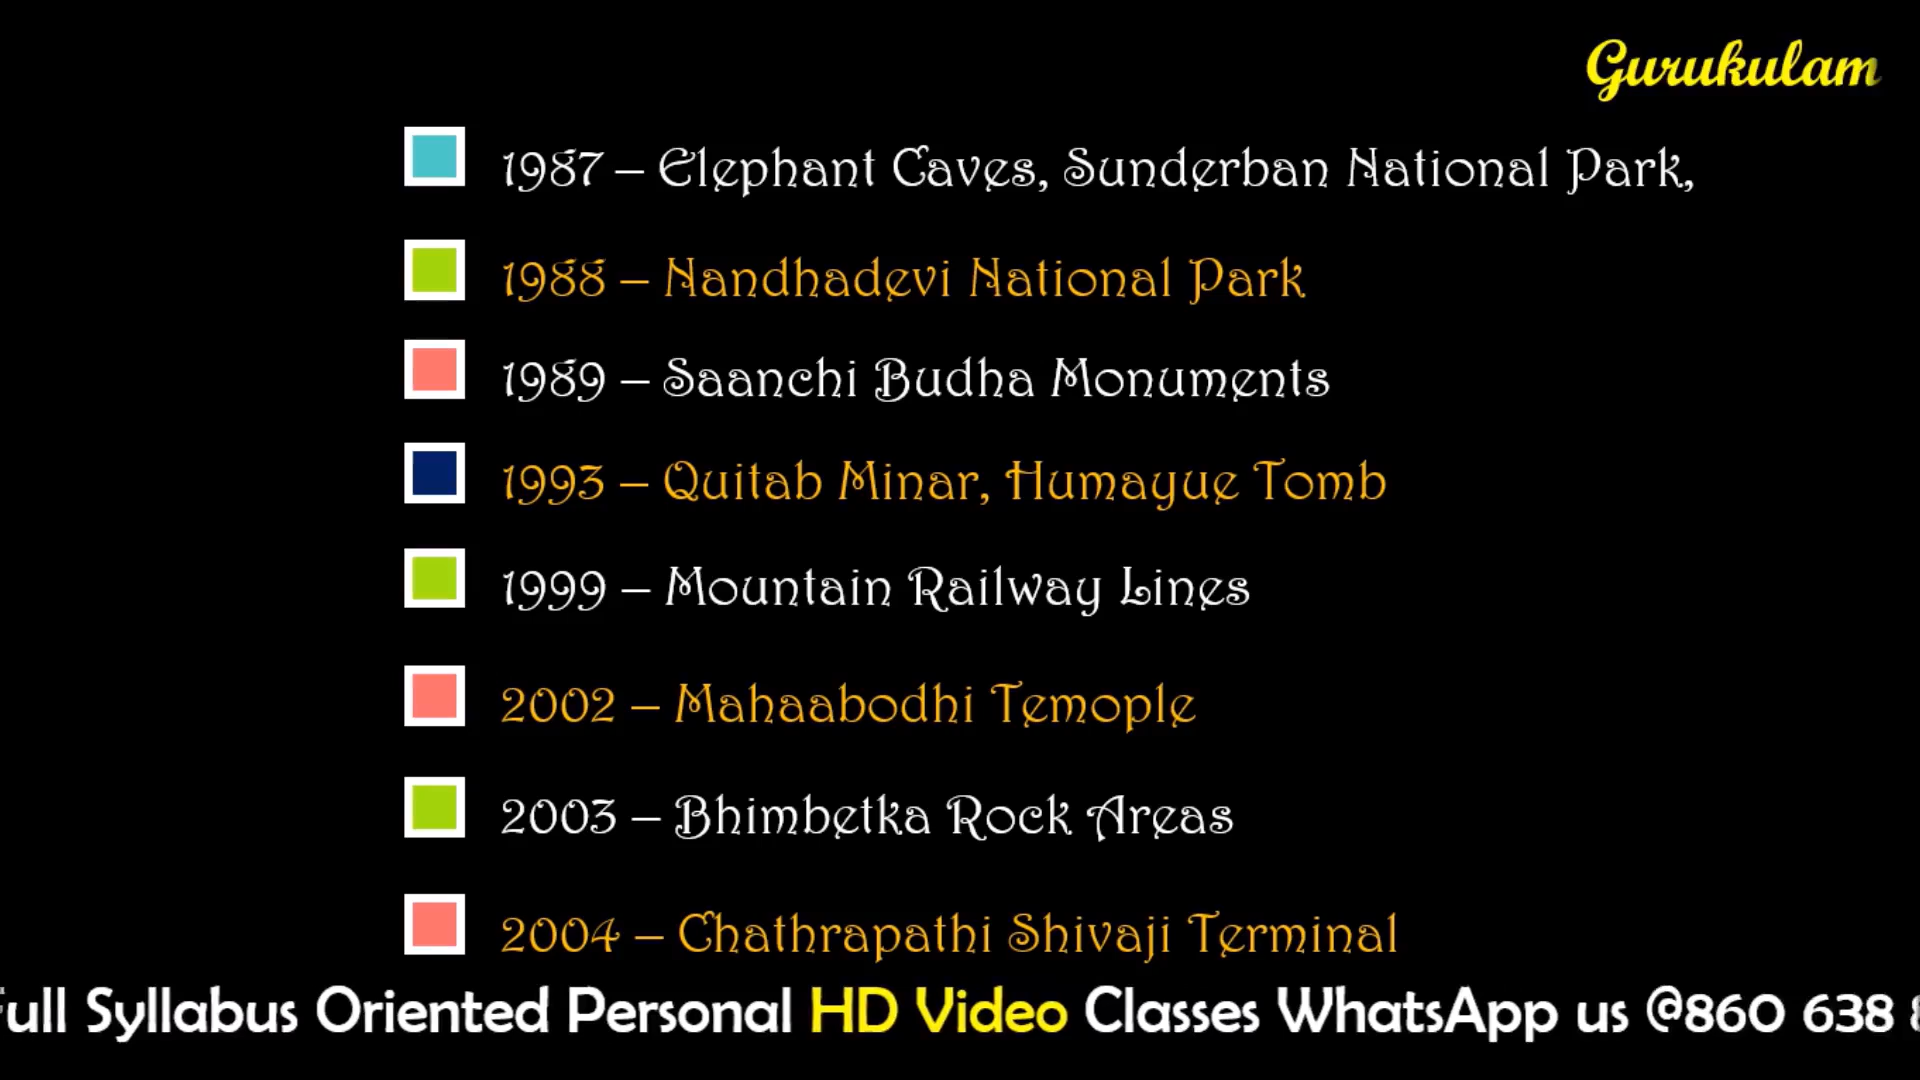 Gurukulam
1987 – Elephant Caves, Sunderban National Park,
1988 – Nandhadevi National Park
1989 – Saanchi Budha Monuments
1993 – Quitab Minar, Humayue Tomb
1999 – Mountain Railway Lines
2002 – Mahaabodhi Temople
2003 – Bhimbetka Rock Areas
2004 – Chathrapathi Shivaji Terminal
Full Syllabus Oriented Personal HD Video Classes WhatsApp us @860 638